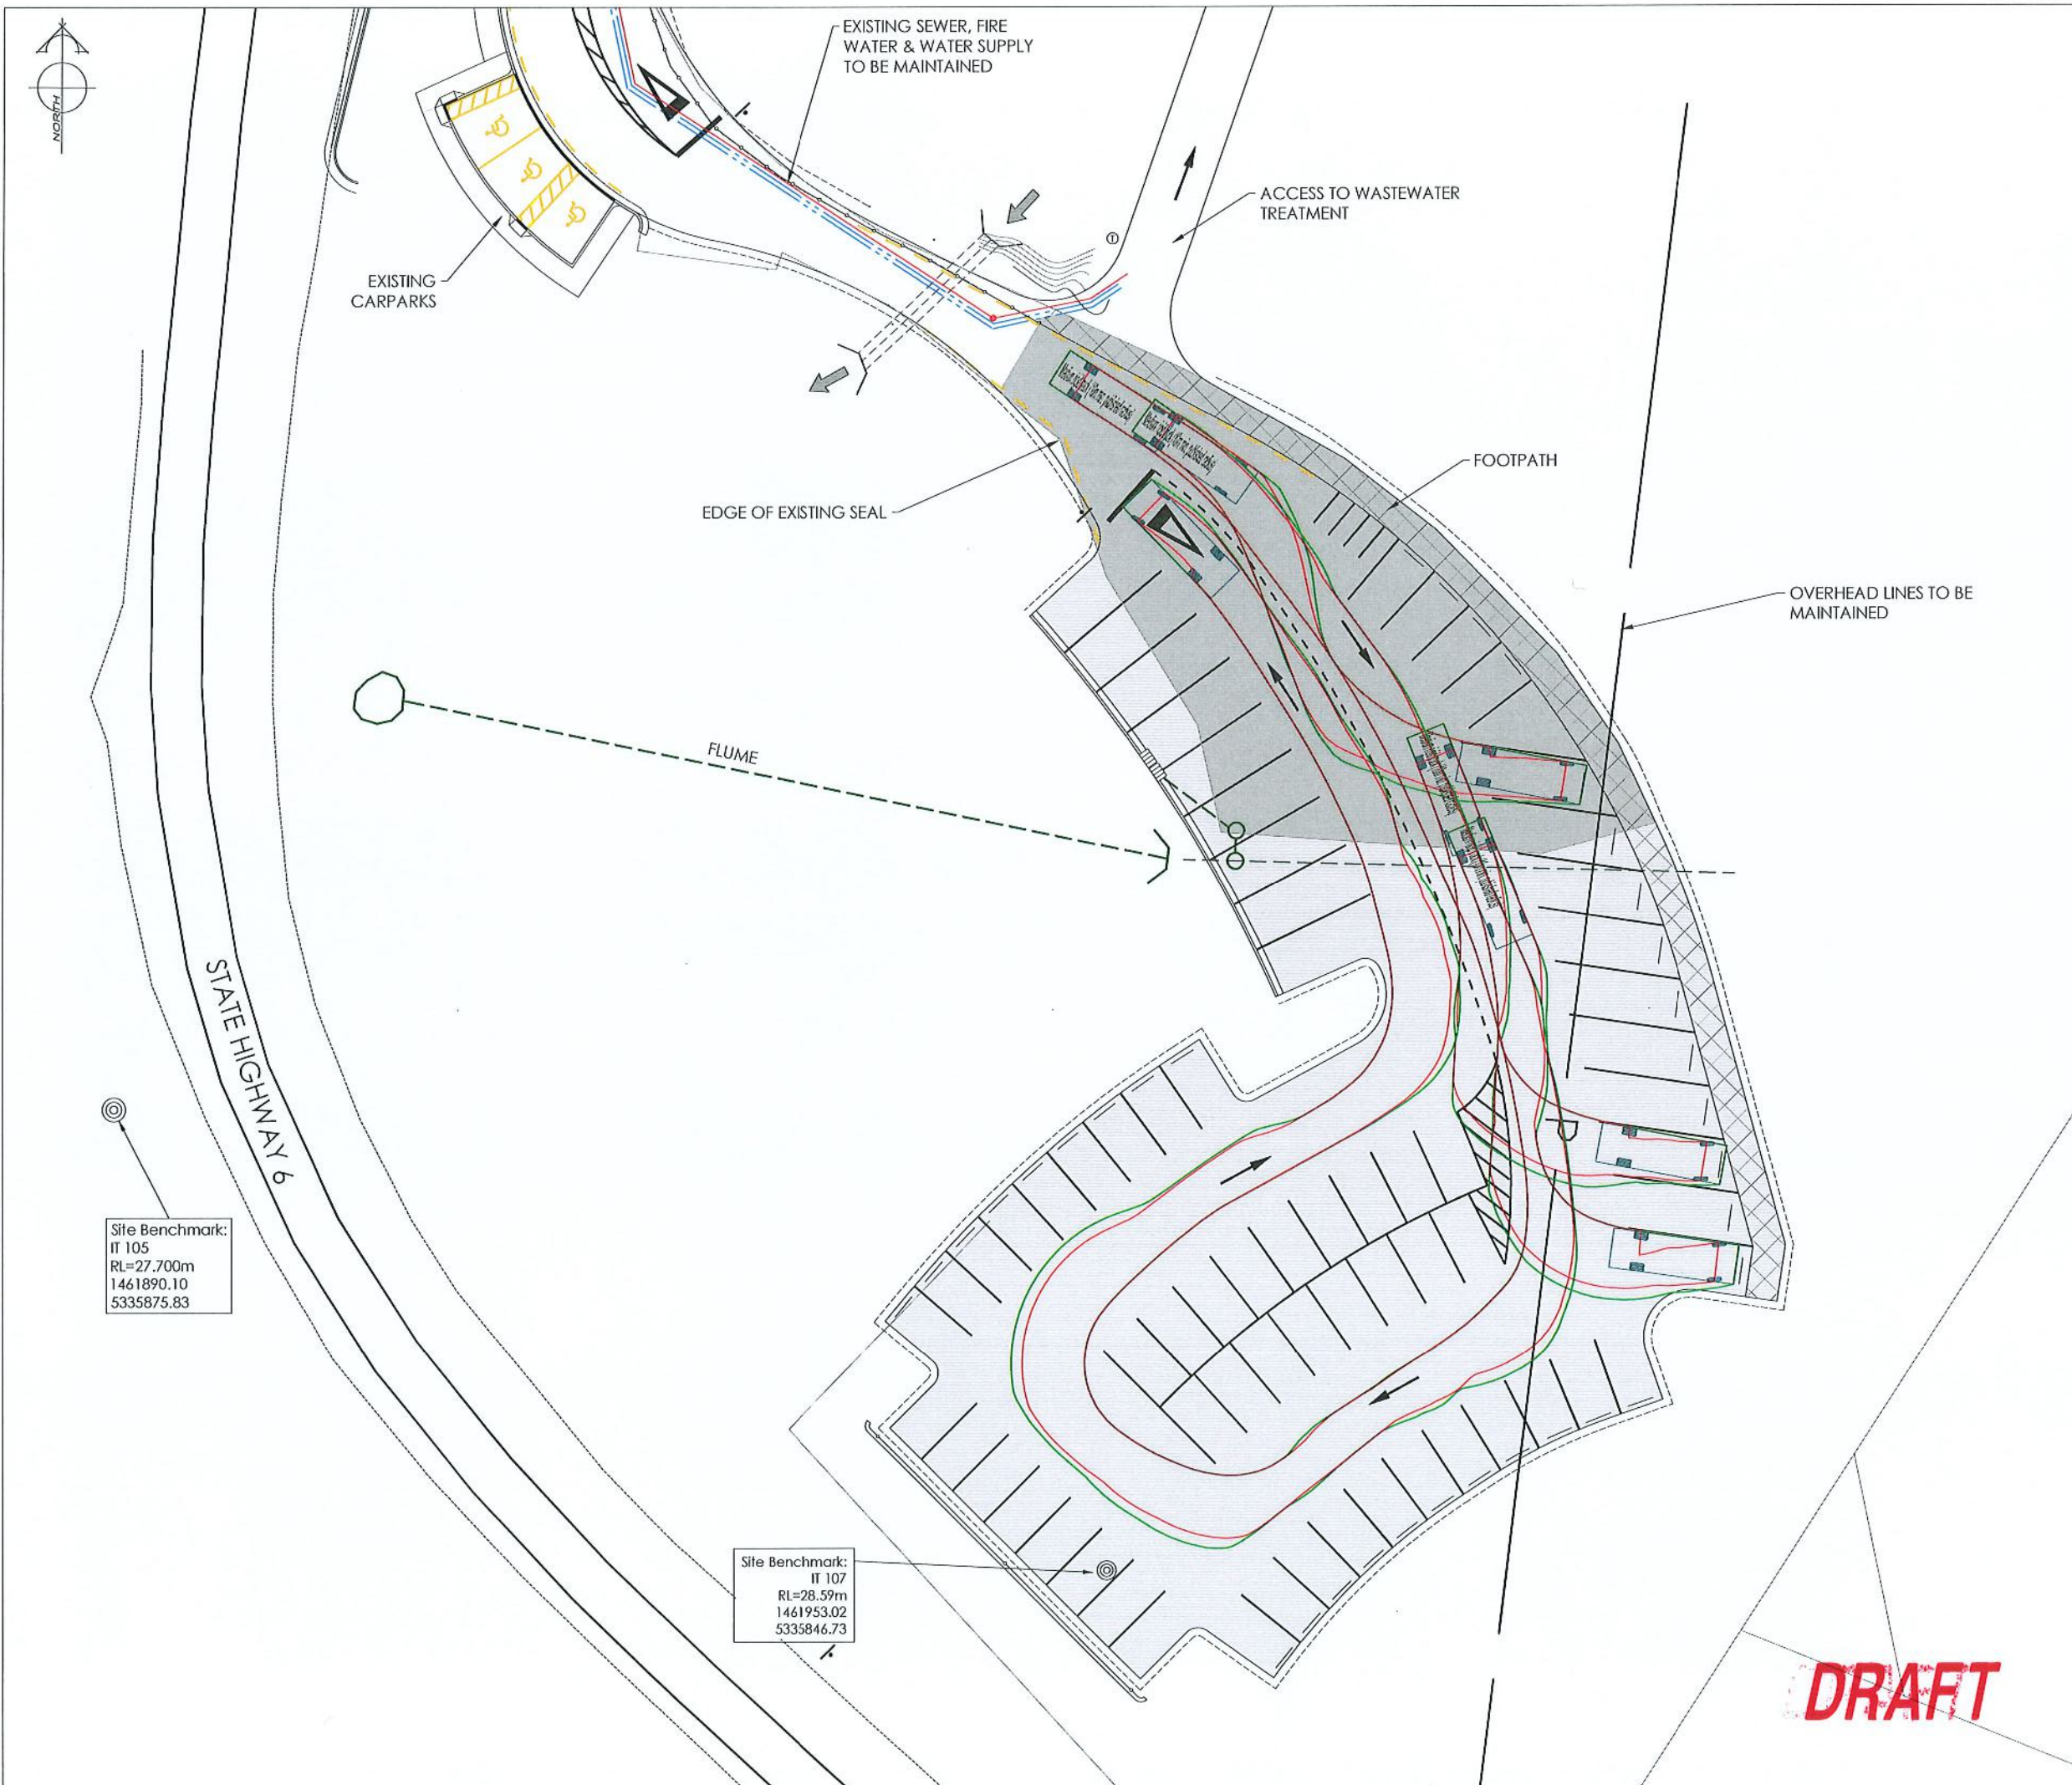 EXISTING SEWER, FIRE
WATER & WATER SUPPLY
TO BE MAINTAINED
NORTH
ACCESS TO WASTEWATER
TREATMENT
T
EXISTING
CARPARKS
FOOTPATH
EDGE OF EXISTING SEAL
OVERHEAD LINES TO BE
MAINTAINED
FLUME
STATE HIGHWAY 6
Site Benchmark:
IT 105
RL=27.700m
1461890.10
5335875.83
Site Benchmark:
IT 107
RL=28.59m
1461953.02
5335846.73
DRAFT